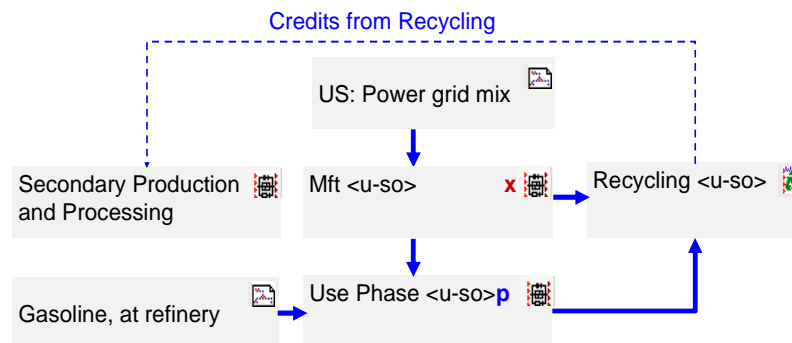 Credits from Recycling
US: Power grid mix
Secondary Production
and Processing
Mft <u-so> x
Recycling <u-so>
Use Phase <u-so>p
Gasoline, at refinery